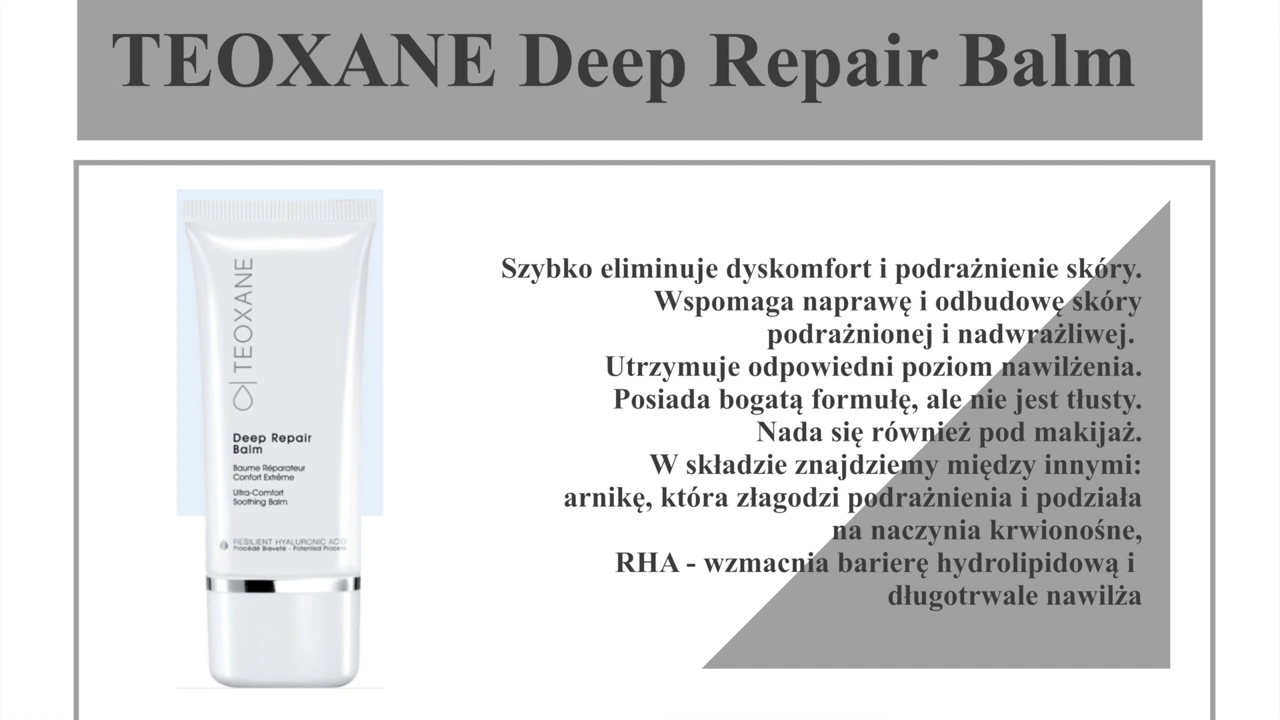 TEOXANE Deep Repair Balm
TEOXANE
Deep Repair
Balm
Baume Réparateur
Confort Extrême
Ultra-Comfort
Soothing Balm
RESILIENT HYALURONIC ACID
Procédé Breveté - Patented Process
Szybko eliminuje dyskomfort i podrażnienie skóry.
Wspomaga naprawę i odbudowę skóry
podrażnionej i nadwrażliwej.
Utrzymuje odpowiedni poziom nawilżenia.
Posiada bogatą formułę, ale nie jest tłusty.
Nada się również pod makijaż.
W składzie znajdziemy między innymi:
arnikę, która złagodzi podrażnienia i podziała
na naczynia krwionośne,
RHA - wzmacnia barierę hydrolipidową i
długotrwale nawilża